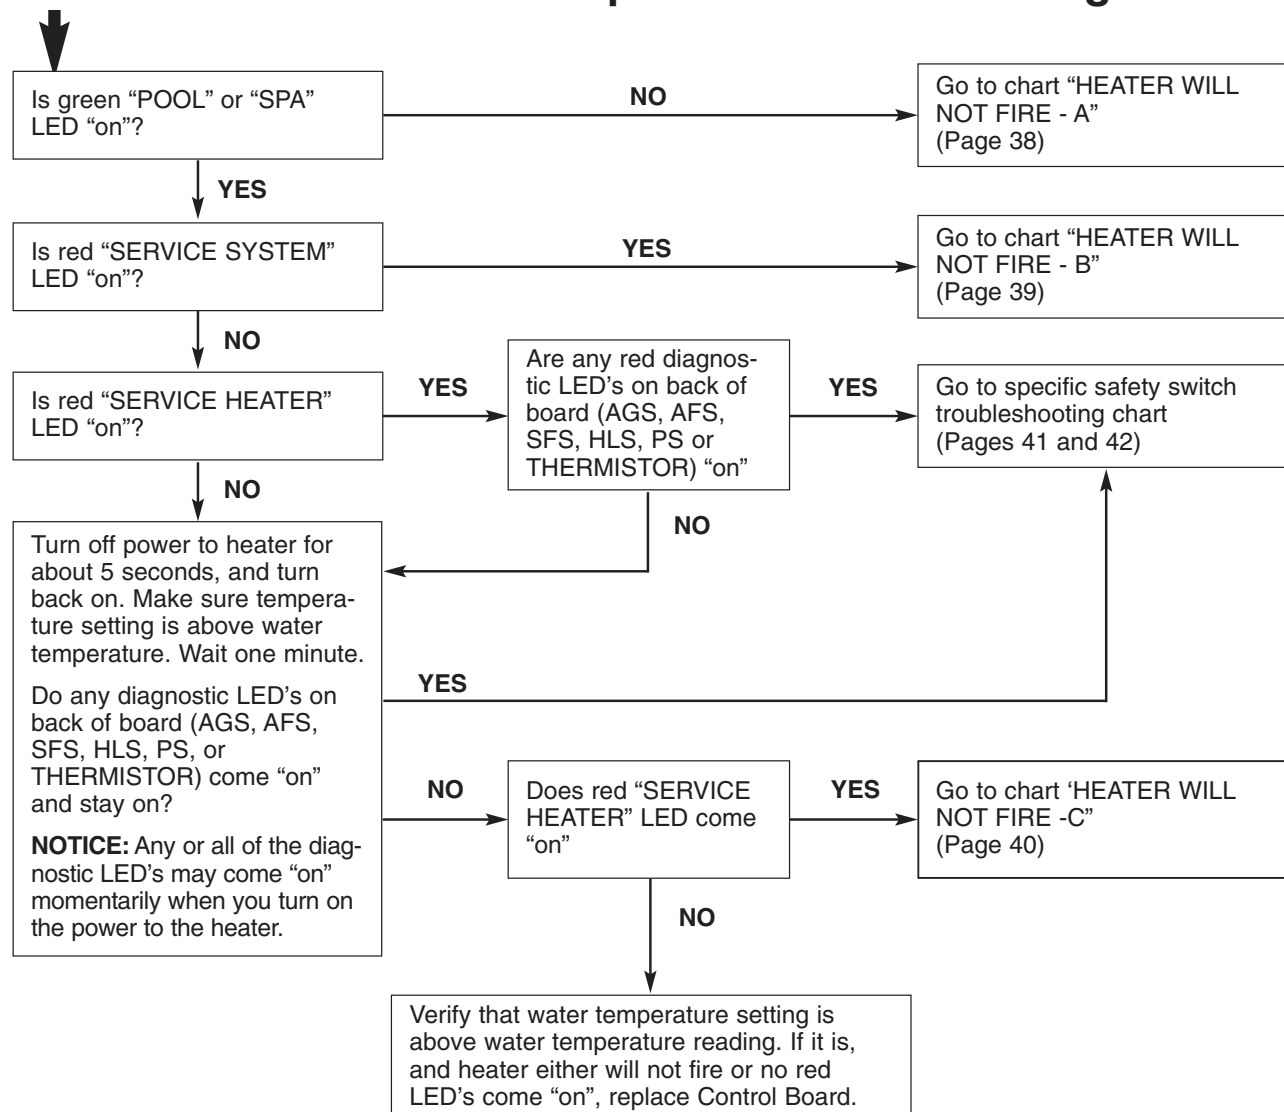 Is green “POOL” or “SPA”
LED “on”?
NO
Go to chart “HEATER WILL
NOT FIRE - A”
(Page 38)
YES
Is red “SERVICE SYSTEM”
LED “on”?
YES
Go to chart “HEATER WILL
NOT FIRE - B”
(Page 39)
NO
Is red “SERVICE HEATER”
LED “on”?
YES
Are any red diagnos-
tic LED’s on back of
board (AGS, AFS,
SFS, HLS, PS or
THERMISTOR) “on”
YES
Go to specific safety switch
troubleshooting chart
(Pages 41 and 42)
NO
NO
Turn off power to heater for
about 5 seconds, and turn
back on. Make sure tempera-
ture setting is above water
temperature. Wait one minute.
Do any diagnostic LED’s on
back of board (AGS, AFS,
SFS, HLS, PS, or
THERMISTOR) come “on”
and stay on?
NOTICE: Any or all of the diag-
nostic LED’s may come “on”
momentarily when you turn on
the power to the heater.
YES
NO
Does red “SERVICE
HEATER” LED come
“on”
YES
Go to chart ‘HEATER WILL
NOT FIRE -C”
(Page 40)
NO
Verify that water temperature setting is
above water temperature reading. If it is,
and heater either will not fire or no red
LED’s come “on”, replace Control Board.